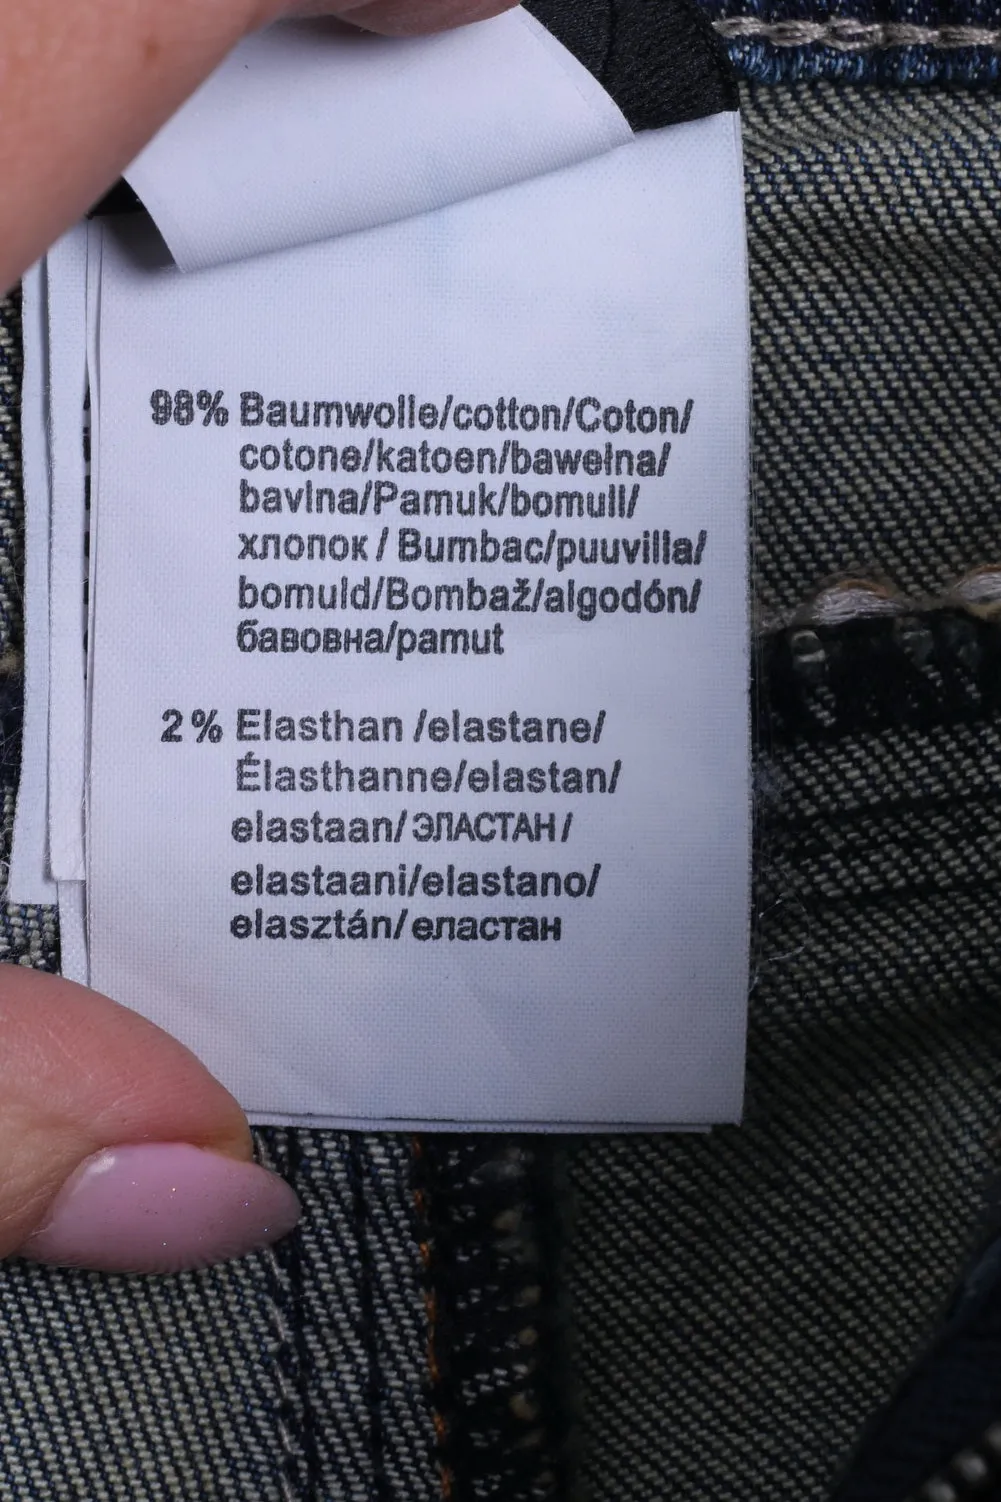 98% Baumwolle/cotton/Coton/
cotone/katoen/bawełna/
bavlna/Pamuk/bomull/
хлопок / Bumbac/puuvilla/
bomuld/Bombaž/algodón/
бавовна/pamut
2% Elasthan /elastane/
Élasthanne/elastan/
elastaan/ЭЛАСТАН/
elastaani/elastano/
elasztán/еластан